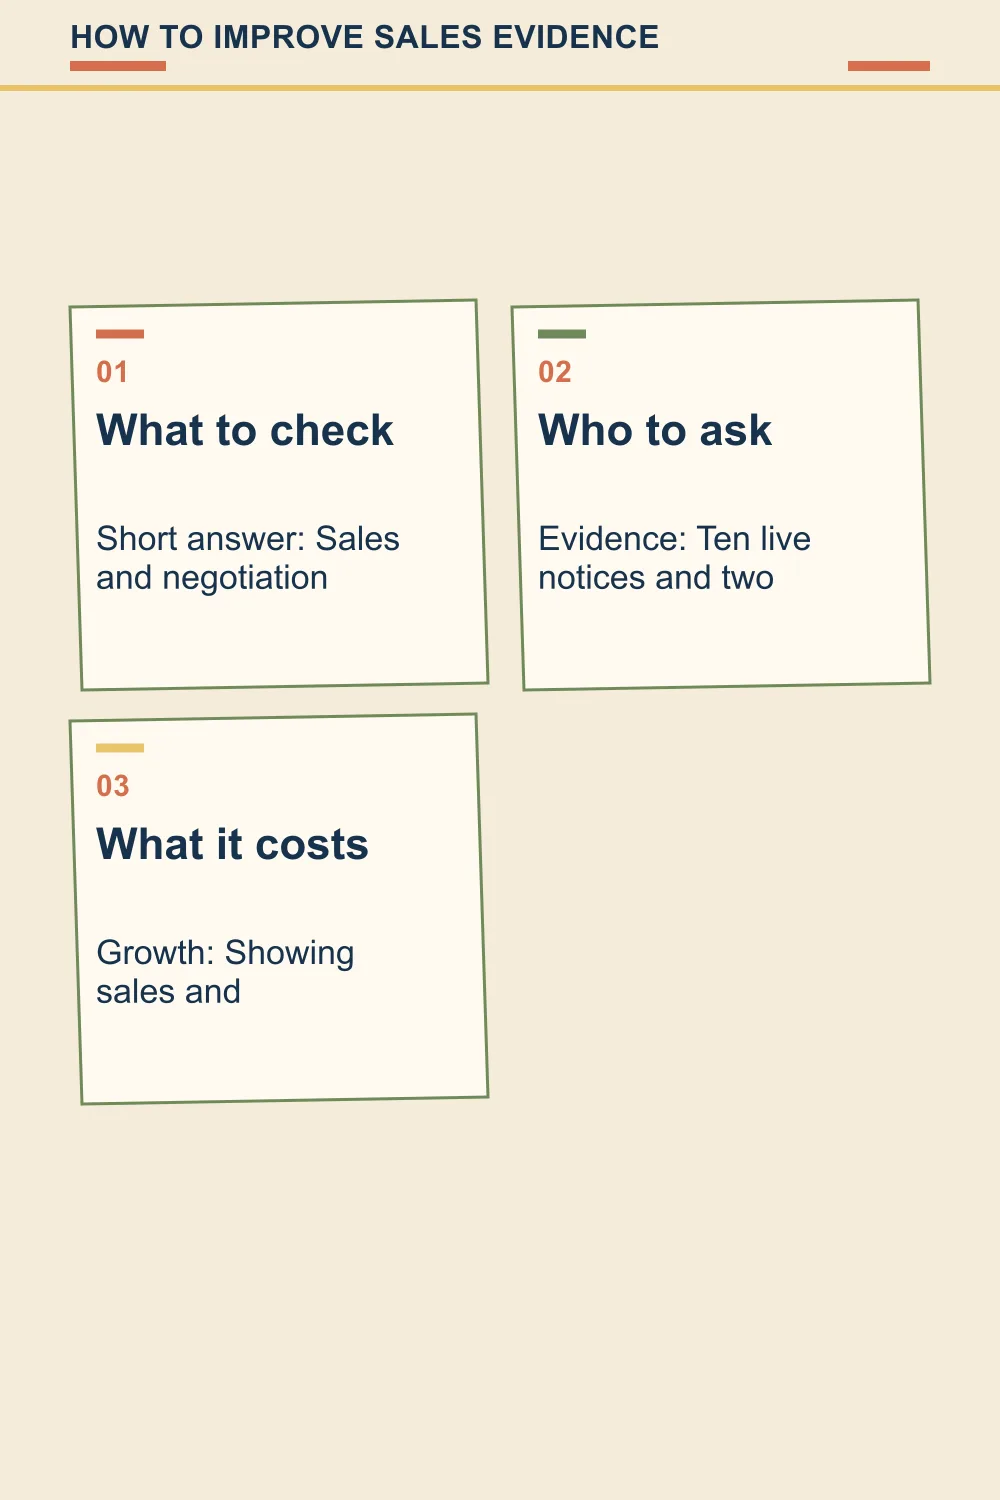 HOW TO IMPROVE SALES EVIDENCE
01
What to check
Short answer: Sales
and negotiation
02
Who to ask
Evidence: Ten live
notices and two
03
What it costs
Growth: Showing
sales and